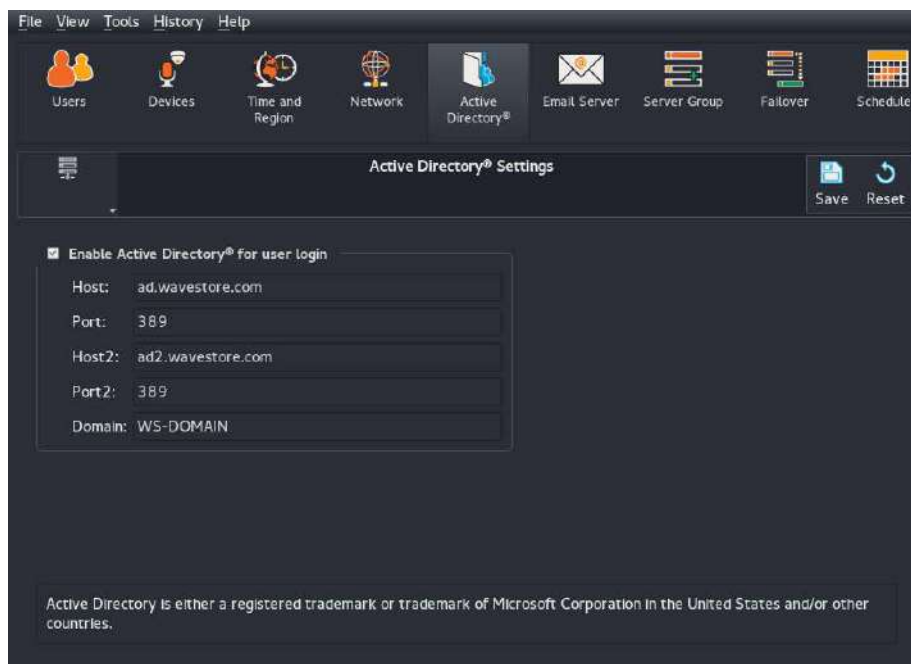 File View Tools History Help
Users Devices Time and Region Network Active Directory® Email Server Server Group Failover Schedule
Active Directory® Settings
Save Reset
Enable Active Directory® for user login
Host: ad.wavestore.com
Port: 389
Host2: ad2.wavestore.com
Port2: 389
Domain: WS-DOMAIN
Active Directory is either a registered trademark or trademark of Microsoft Corporation in the United States and/or other
countries.